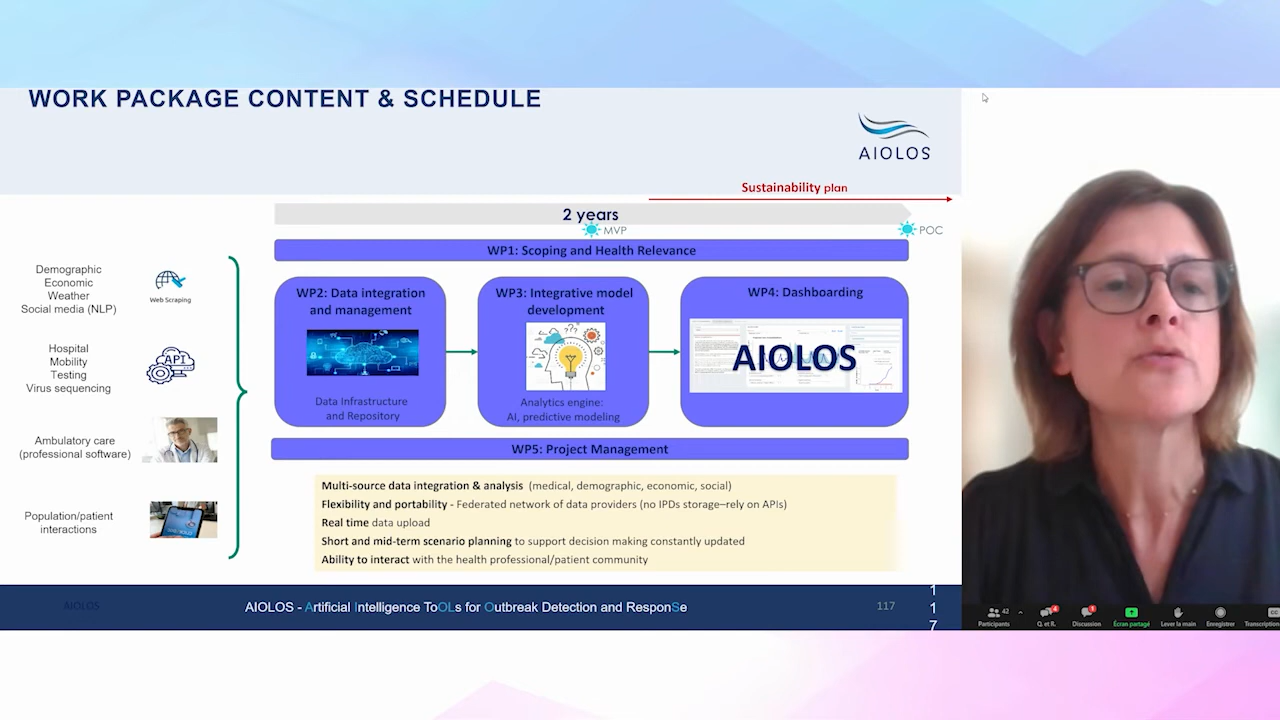 WORK PACKAGE CONTENT & SCHEDULE
AIOLOS
Sustainability plan
2 years
MVP
POC
WP1: Scoping and Health Relevance
Demographic
Economic
Weather
Social media (NLP)
Web Scraping
Hospital
Mobility
Testing
Virus sequencing
API
Ambulatory care
(professional software)
Population/patient
interactions
WP2: Data integration
and management
Data Infrastructure
and Repository
WP3: Integrative model
development
Analytics engine:
AI, predictive modeling
WP4: Dashboarding
AIOLOS
WP5: Project Management
Multi-source data integration & analysis (medical, demographic, economic, social)
Flexibility and portability - Federated network of data providers (no IPDs storage–rely on APIs)
Real time data upload
Short and mid-term scenario planning to support decision making constantly updated
Ability to interact with the health professional/patient community
AIOLOS
AIOLOS - Artificial Intelligence ToOLs for Outbreak Detection and ResponSe
117
1
1
7
42
4
1
CC
Participants
Q. et R.
Discussion
Écran partagé
Lever la main
Enregistrer
Transcription